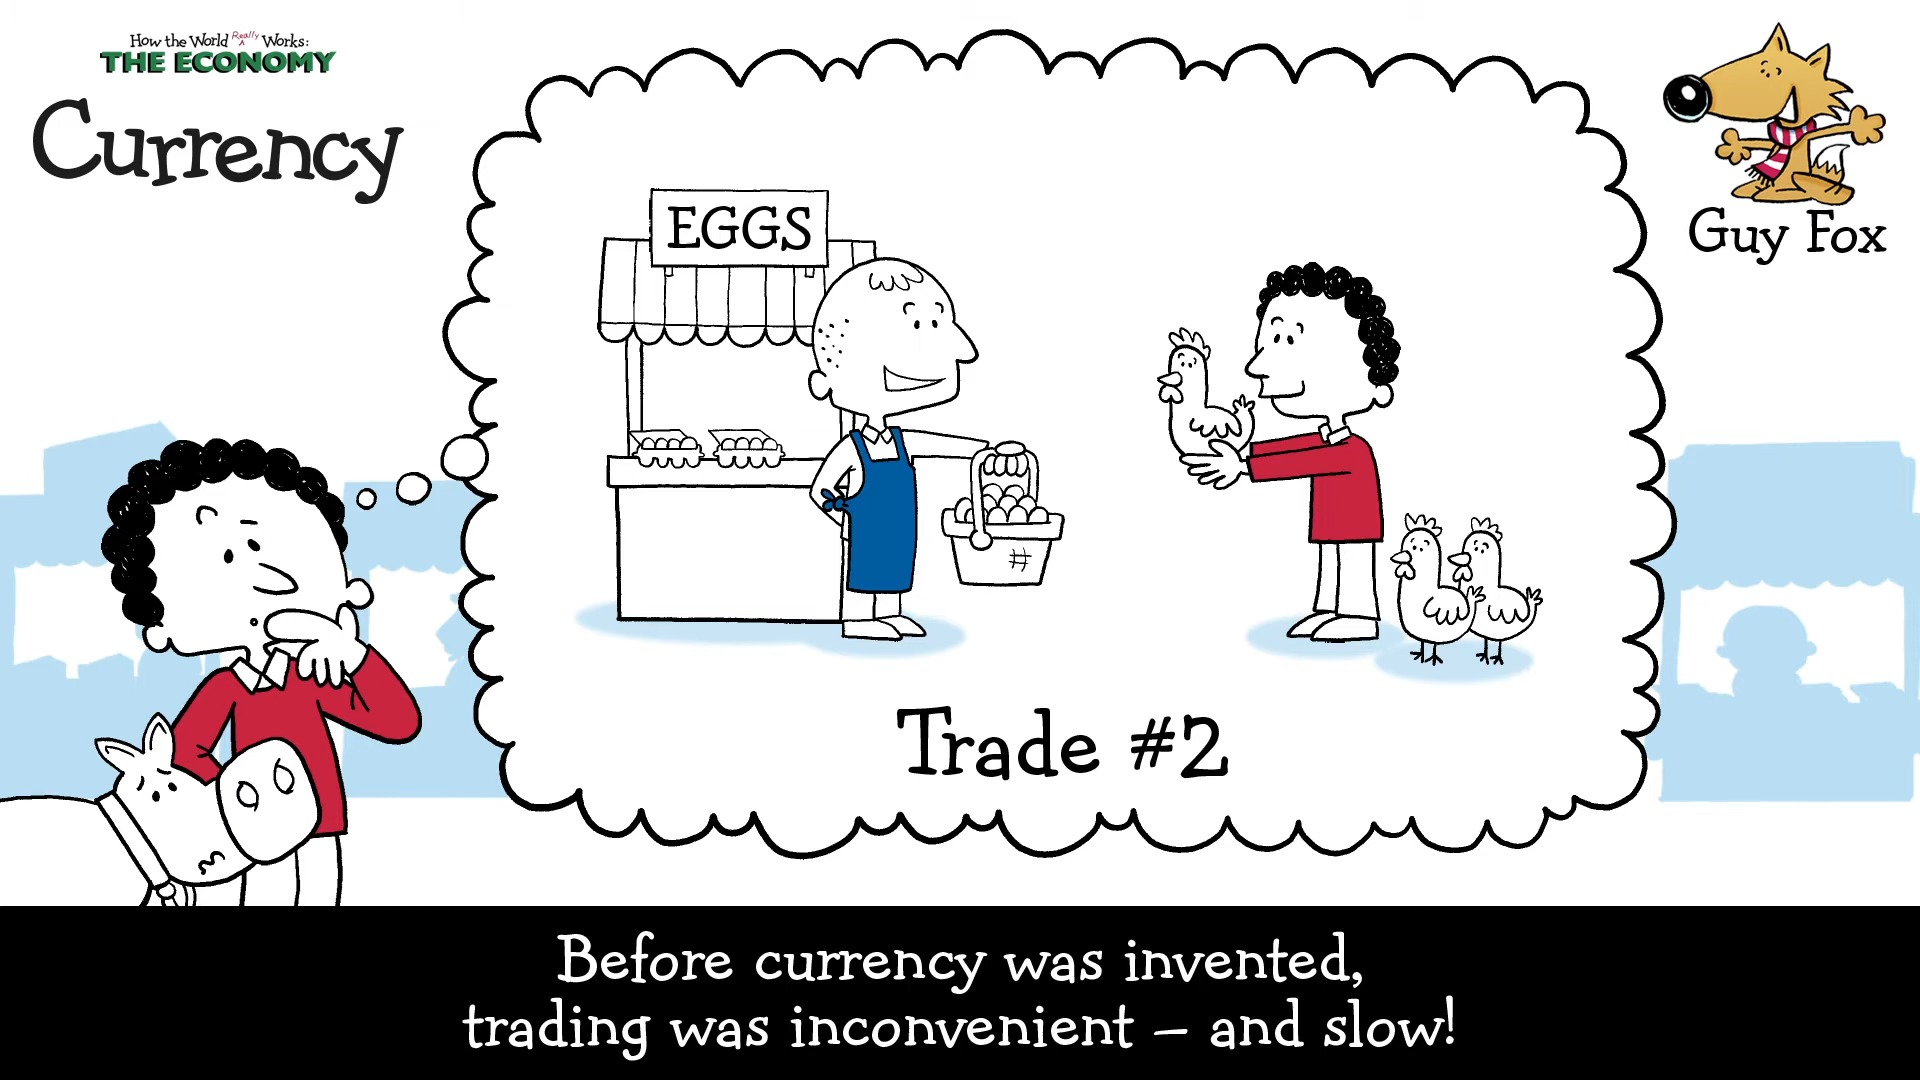 How the World Really Works:
THE ECONOMY
Currency
Guy Fox
EGGS
Trade #2
Before currency was invented,
trading was inconvenient – and slow!